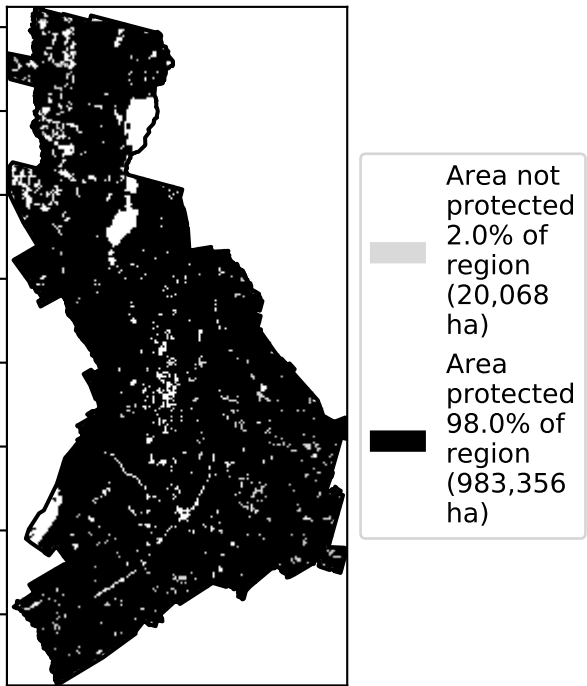 Area not
protected
2.0% of
region
(20,068
ha)
Area
protected
98.0% of
region
(983,356
ha)